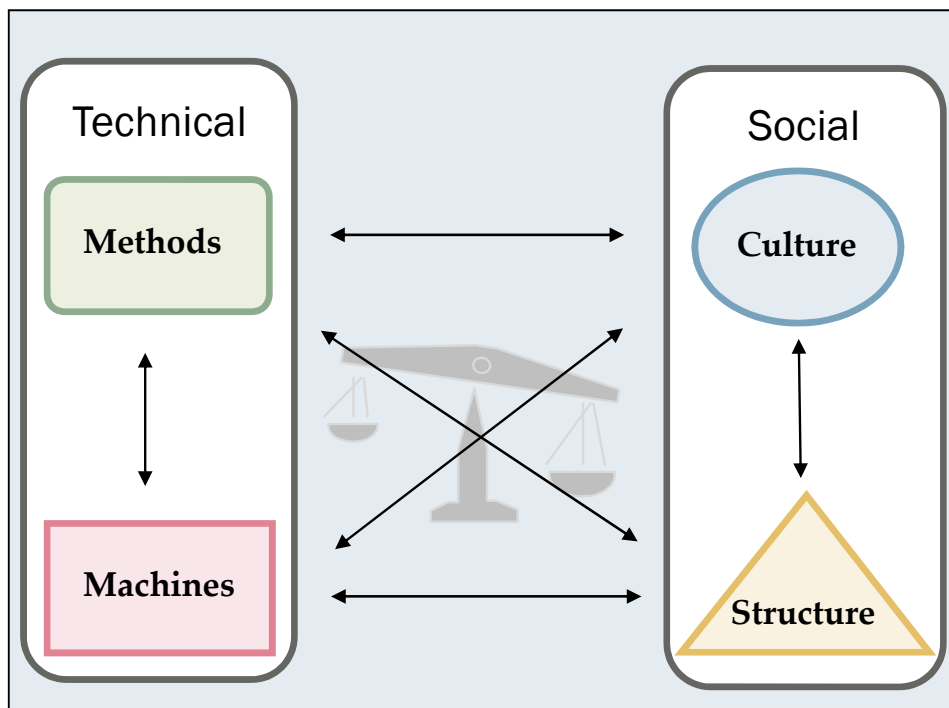 Technical
Social
Methods
Culture
Machines
Structure